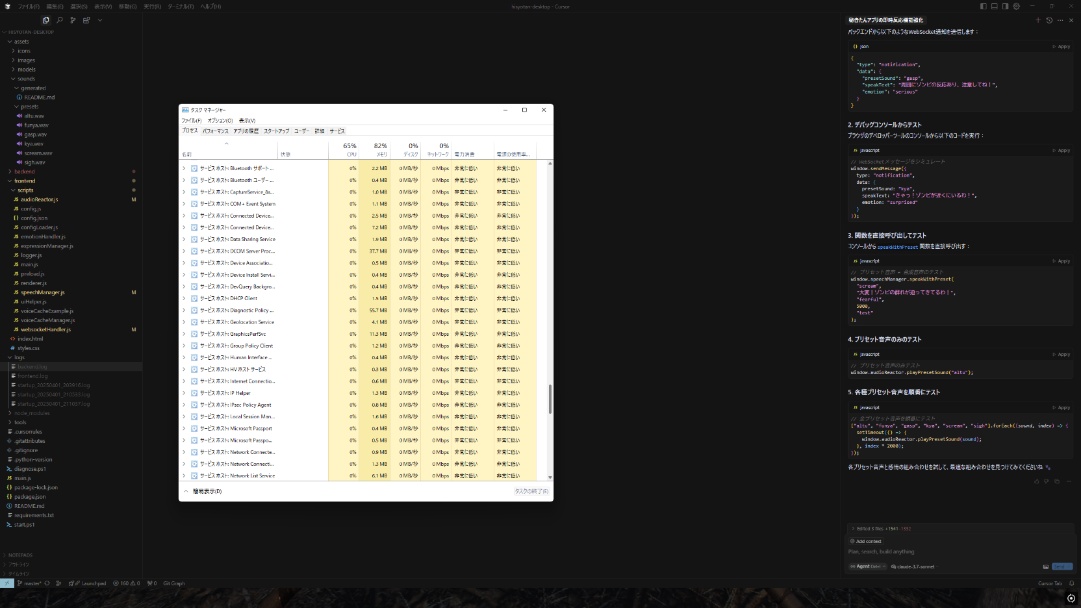 ファイル(F) 編集(E) 選択(S) 表示(V) 移動(G) 実行(R) ターミナル(T) ヘルプ(H)
kiyutan-desktop - Cursor
assets
icons
images
models
sounds
generated
README.md
presets
altu.wav
funya.wav
gasp.wav
kya.wav
scream.wav
sigh.wav
backend
frontend
scripts
audioReactor.js M
config.js
config.json
configLoader.js
emotionHandler.js
expressionManager.js
logger.js
main.js
preload.js
renderer.js
speechManager.js M
uiHelper.js
voiceCacheExample.js
voiceCacheManager.js
websocketHandler.js M
index.html
styles.css
logs
backend.log
frontend.log
node_modules
tools
.cursorrules
.gitattributes
.gitignore
.python-version
diagnose.ps1
main.js
package-lock.json
package.json
README.md
requirements.txt
start.ps1
NOTEPADS
アウトライン
タイムライン
master*
Launchpad
Git Graph
Cursor Tab
タスク マネージャー
ファイル(F) オプション(O) 表示(V)
プロセス パフォーマンス アプリの履歴 スタートアップ ユーザー 詳細 サービス
65% 82% 0% 0%
名前 状態 CPU メモリ ディスク ネットワーク 電力消費 電源の使用率...
サービス ホスト: Bluetooth サポート... 0% 2.2 MB 0 MB/秒 0 Mbps 非常に低い 非常に低い
サービス ホスト: Bluetooth ユーザー... 0% 0.4 MB 0 MB/秒 0 Mbps 非常に低い 非常に低い
サービス ホスト: CaptureService_8a... 0% 1.0 MB 0 MB/秒 0 Mbps 非常に低い 非常に低い
サービス ホスト: COM+ Event System 0% 1.1 MB 0 MB/秒 0 Mbps 非常に低い 非常に低い
サービス ホスト: Connected Device... 0% 2.5 MB 0 MB/秒 0 Mbps 非常に低い 非常に低い
サービス ホスト: Connected Device... 0% 1.2 MB 0 MB/秒 0 Mbps 非常に低い 非常に低い
サービス ホスト: Data Sharing Service 0% 1.9 MB 0 MB/秒 0 Mbps 非常に低い 非常に低い
サービス ホスト: DCOM Server Proc... 0% 37.7 MB 0 MB/秒 0 Mbps 非常に低い 非常に低い
サービス ホスト: Device Associatio... 0% 0.5 MB 0 MB/秒 0 Mbps 非常に低い 非常に低い
サービス ホスト: Device Install Servi... 0% 0.4 MB 0 MB/秒 0 Mbps 非常に低い 非常に低い
サービス ホスト: DevQuery Backgro... 0% 0.4 MB 0 MB/秒 0 Mbps 非常に低い 非常に低い
サービス ホスト: DHCP Client 0% 1.9 MB 0 MB/秒 0 Mbps 非常に低い 非常に低い
サービス ホスト: Diagnostic Policy ... 0% 55.7 MB 0 MB/秒 0 Mbps 非常に低い 非常に低い
サービス ホスト: Geolocation Service 0% 4.1 MB 0 MB/秒 0 Mbps 非常に低い 非常に低い
サービス ホスト: GraphicsPerfSvc 0% 11.2 MB 0 MB/秒 0 Mbps 非常に低い 非常に低い
サービス ホスト: Group Policy Client 0% 1.2 MB 0 MB/秒 0 Mbps 非常に低い 非常に低い
サービス ホスト: Human Interface ... 0% 0.4 MB 0 MB/秒 0 Mbps 非常に低い 非常に低い
サービス ホスト: HV ホスト サービス 0% 0.3 MB 0 MB/秒 0 Mbps 非常に低い 非常に低い
サービス ホスト: Internet Connectio... 0% 0.6 MB 0 MB/秒 0 Mbps 非常に低い 非常に低い
サービス ホスト: IP Helper 0% 1.3 MB 0 MB/秒 0 Mbps 非常に低い 非常に低い
サービス ホスト: IPsec Policy Agent 0% 0.8 MB 0 MB/秒 0 Mbps 非常に低い 非常に低い
サービス ホスト: Local Session Man... 0% 1.6 MB 0 MB/秒 0 Mbps 非常に低い 非常に低い
サービス ホスト: Microsoft Passport 0% 0.4 MB 0 MB/秒 0 Mbps 非常に低い 非常に低い
サービス ホスト: Microsoft Passpo... 0% 0.5 MB 0 MB/秒 0 Mbps 非常に低い 非常に低い
サービス ホスト: Network Connecte... 0% 0.3 MB 0 MB/秒 0 Mbps 非常に低い 非常に低い
サービス ホスト: Network Connecti... 0% 1.3 MB 0 MB/秒 0 Mbps 非常に低い 非常に低い
サービス ホスト: Network List Service 0% 6.1 MB 0 MB/秒 0 Mbps 非常に低い 非常に低い
簡易表示(D) タスクの終了(E)
バックエンドから以下のようなWebSocket通知を送信します：
json Apply
{
"type": "notification",
"data": {
"presetSound": "gasp",
"speakText": "周囲にゾンビの反応あり、注意してね！",
"emotion": "serious"
}
}
2. デバッグコンソールからテスト
ブラウザのデベロッパーツールのコンソールから以下のコードを実行：
javascript Apply
// WebSocket メッセージをシミュレート
window.sendMessage({
type: "notification",
data: {
presetSound: "kya",
speakText: "きゃっ！ゾンビが近くにいるわ！",
emotion: "surprised"
}
});
3. 関数を直接呼び出してテスト
コンソールから speakWithPreset 関数を直接呼び出す：
javascript Apply
// プリセット音声 + 発話音声のテスト
window.speechManager.speakWithPreset(
"scream",
"大変！ゾンビの群れが迫ってきてるわ！",
"fearful",
5000,
"test"
);
4. プリセット音声のみのテスト
javascript Apply
// プリセット音声のみテスト
window.audioReactor.playPresetSound("altu");
5. 各種プリセット音声を順番にテスト
javascript Apply
// 全プリセット音声を順番にテスト
["altu", "funya", "gasp", "kya", "scream", "sigh"].forEach((sound, index) => {
setTimeout(() => {
window.audioReactor.playPresetSound(sound);
}, index * 2000);
});
各プリセット音声と感情の組み合わせを試して、最適な組み合わせを見つけてみてくださいね
Add context
Plan, search, build anything
Agent
claude-3.7-sonnet